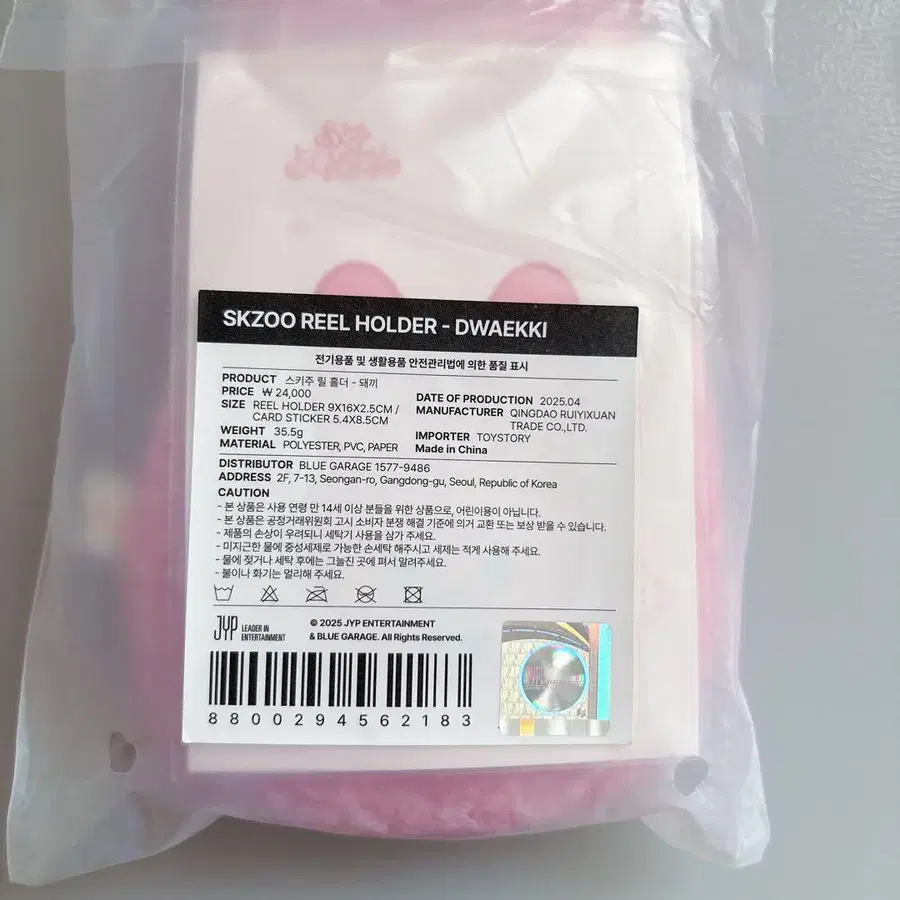 SKZOO REEL HOLDER - DWAEKKI
전기용품 및 생활용품 안전관리법에 의한 품질 표시
PRODUCT 스키주 릴 홀더 - 돼끼
PRICE ₩ 24,000
SIZE REEL HOLDER 9X16X2.5CM /
CARD STICKER 5.4X8.5CM
WEIGHT 35.5g
MATERIAL POLYESTER, PVC, PAPER
DATE OF PRODUCTION 2025.04
MANUFACTURER QINGDAO RUIYIXUAN
TRADE CO.,LTD.
IMPORTER TOYSTORY
Made in China
DISTRIBUTOR BLUE GARAGE 1577-9486
ADDRESS 2F, 7-13, Seongan-ro, Gangdong-gu, Seoul, Republic of Korea
CAUTION
- 본 상품은 사용 연령 만 14세 이상 분들을 위한 상품으로, 어린이용이 아닙니다.
- 본 상품은 공정거래위원회 고시 소비자 분쟁 해결 기준에 의거 교환 또는 보상 받을 수 있습니다.
- 제품의 손상이 우려되니 세탁기 사용을 삼가 주세요.
- 미지근한 물에 중성세제로 가능한 손세탁 해주시고 세제는 적게 사용해 주세요.
- 물에 젖거나 세탁 후에는 그늘진 곳에 펴서 말려주세요.
- 불이나 화기는 멀리해 주세요.
JYP LEADER IN
ENTERTAINMENT
© 2025 JYP ENTERTAINMENT
& BLUE GARAGE. All Rights Reserved.
8800294562183